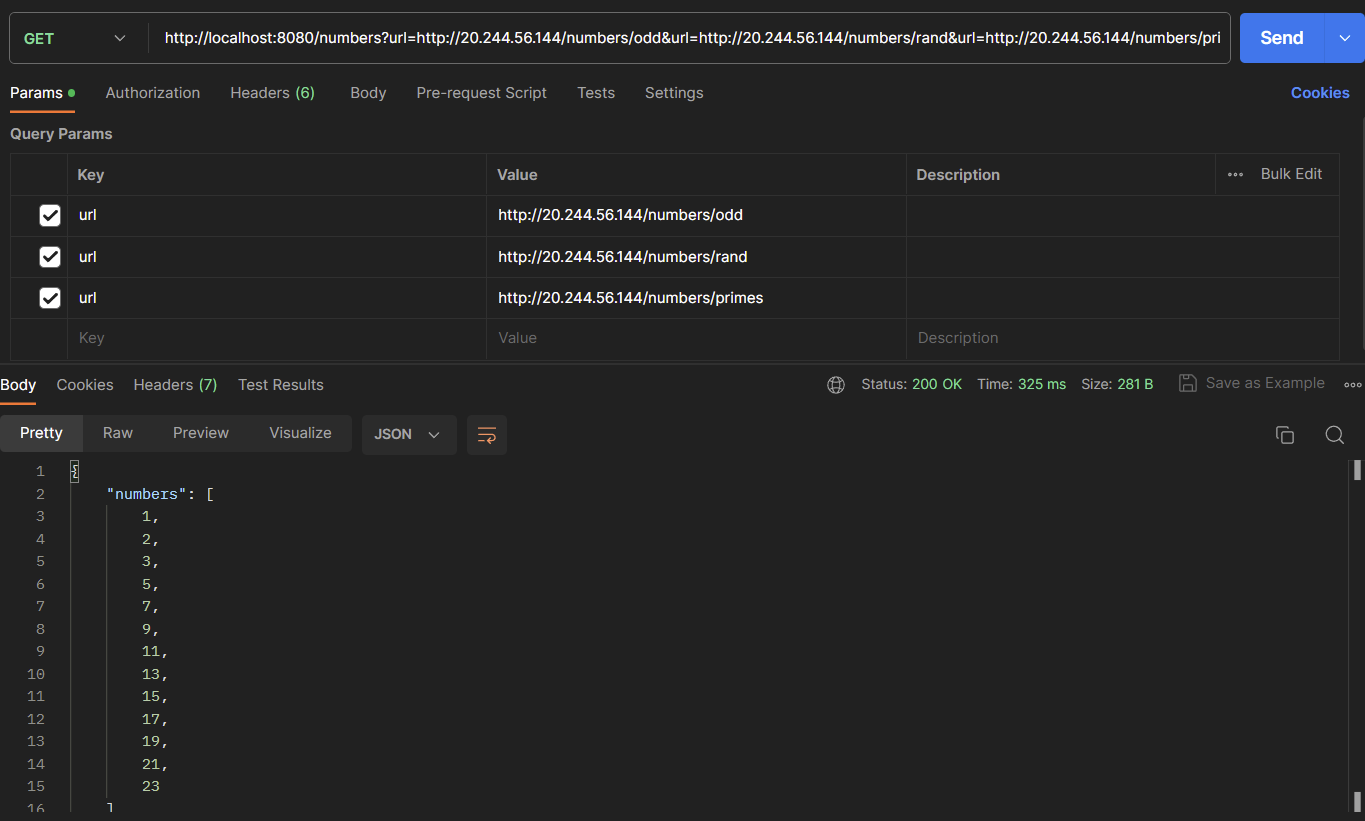 GET http://localhost:8080/numbers?url=http://20.244.56.144/numbers/odd&url=http://20.244.56.144/numbers/rand&url=http://20.244.56.144/numbers/pri Send
Params Authorization Headers (6) Body Pre-request Script Tests Settings Cookies
Query Params
Key Value Description ••• Bulk Edit
url http://20.244.56.144/numbers/odd
url http://20.244.56.144/numbers/rand
url http://20.244.56.144/numbers/primes
Key Value Description
Body Cookies Headers (7) Test Results Status: 200 OK Time: 325 ms Size: 281 B Save as Example
Pretty Raw Preview Visualize JSON
1 {
2 "numbers": [
3 1,
4 2,
5 3,
6 5,
7 7,
8 9,
9 11,
10 13,
11 15,
12 17,
13 19,
14 21,
15 23
16 ]